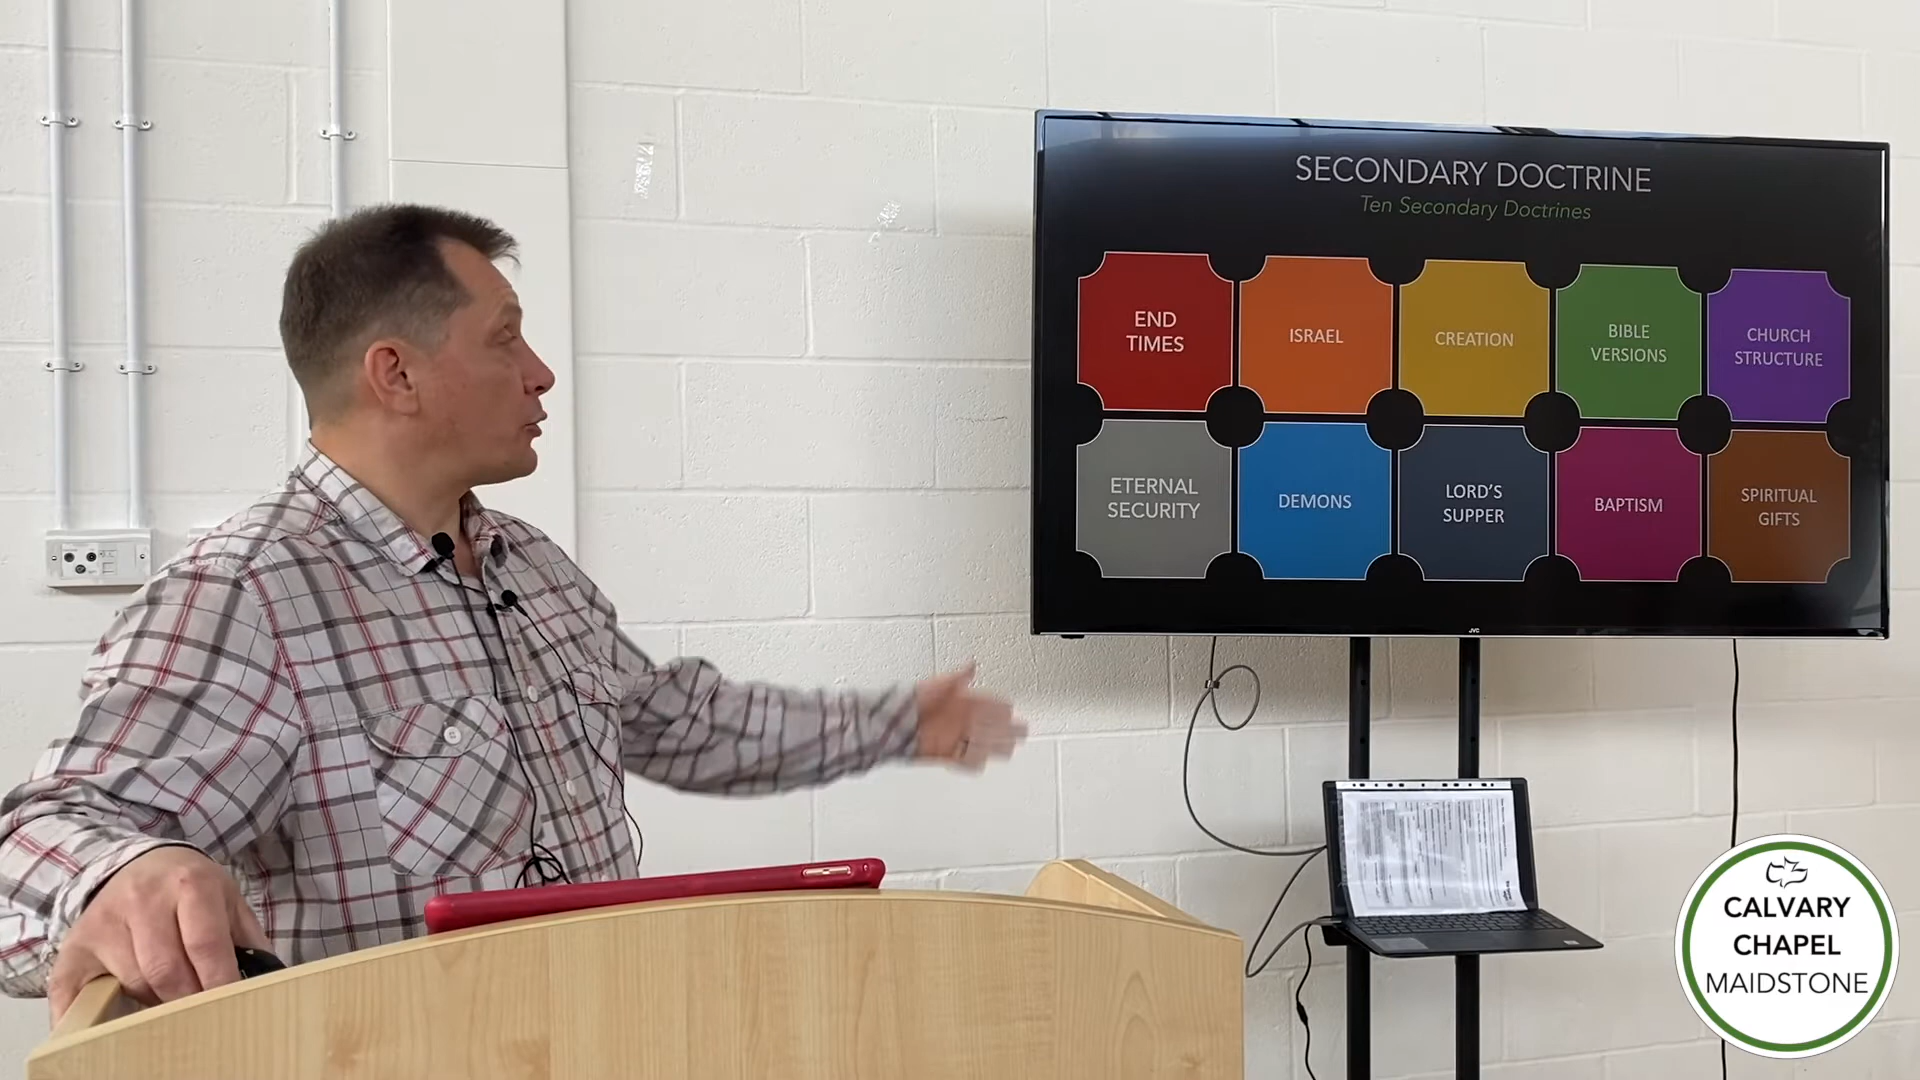 SECONDARY DOCTRINE
Ten Secondary Doctrines
END
TIMES
ISRAEL
CREATION
BIBLE
VERSIONS
CHURCH
STRUCTURE
ETERNAL
SECURITY
DEMONS
LORD'S
SUPPER
BAPTISM
SPIRITUAL
GIFTS
JVC
CALVARY
CHAPEL
MAIDSTONE